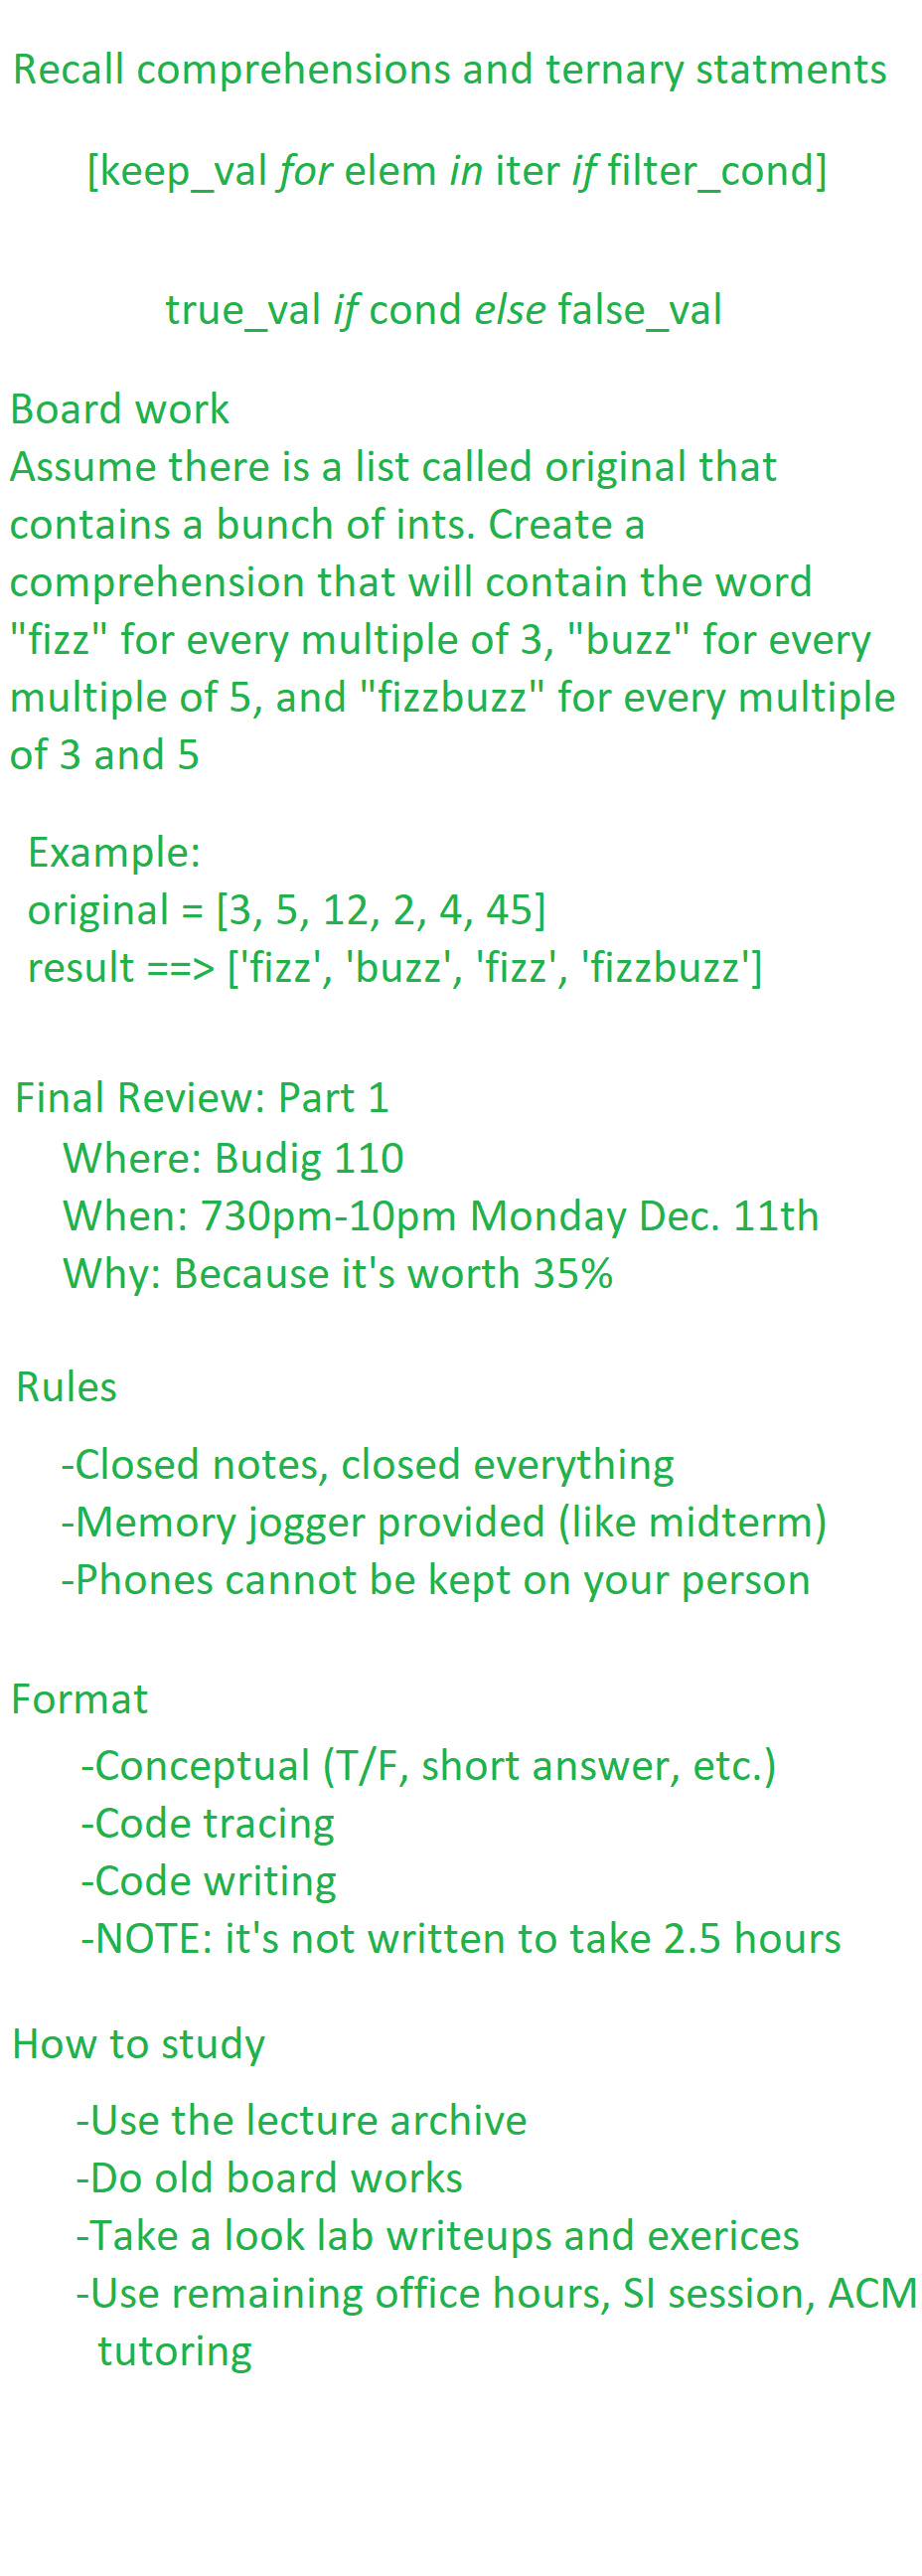 Recall comprehensions and ternary statments
[keep_val for elem in iter if filter_cond]
true_val if cond else false_val
Board work
Assume there is a list called original that
contains a bunch of ints. Create a
comprehension that will contain the word
"fizz" for every multiple of 3, "buzz" for every
multiple of 5, and "fizzbuzz" for every multiple
of 3 and 5
Example:
original = [3, 5, 12, 2, 4, 45]
result ==> ['fizz', 'buzz', 'fizz', 'fizzbuzz']
Final Review: Part 1
Where: Budig 110
When: 730pm-10pm Monday Dec. 11th
Why: Because it's worth 35%
Rules
-Closed notes, closed everything
-Memory jogger provided (like midterm)
-Phones cannot be kept on your person
Format
-Conceptual (T/F, short answer, etc.)
-Code tracing
-Code writing
-NOTE: it's not written to take 2.5 hours
How to study
-Use the lecture archive
-Do old board works
-Take a look lab writeups and exerices
-Use remaining office hours, SI session, ACM
tutoring